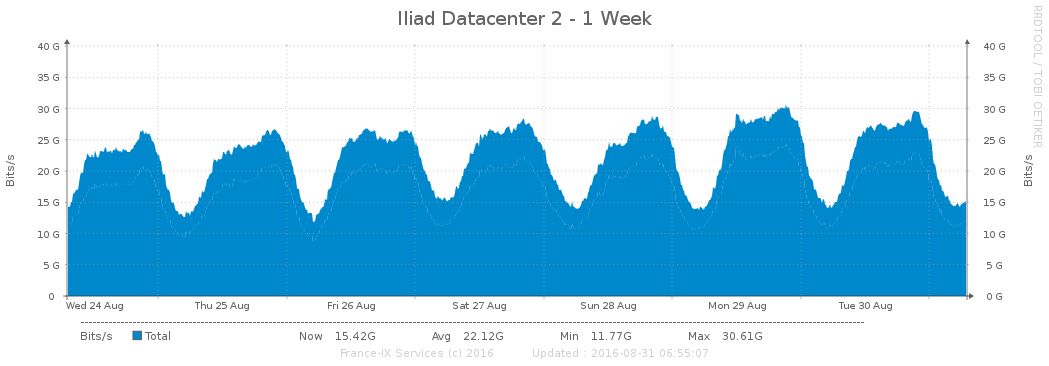 Iliad Datacenter 2 - 1 Week
RRDTOOL / TOBI OETIKER
Bits/s
40 G 40 G
35 G 35 G
30 G 30 G
25 G 25 G
20 G 20 G
15 G 15 G
10 G 10 G
5 G 5 G
0 0 G
Bits/s
Wed 24 Aug Thu 25 Aug Fri 26 Aug Sat 27 Aug Sun 28 Aug Mon 29 Aug Tue 30 Aug
Bits/s Total Now 15.42G Avg 22.12G Min 11.77G Max 30.61G
France-IX Services (c) 2016 Updated : 2016-08-31 06:55:07